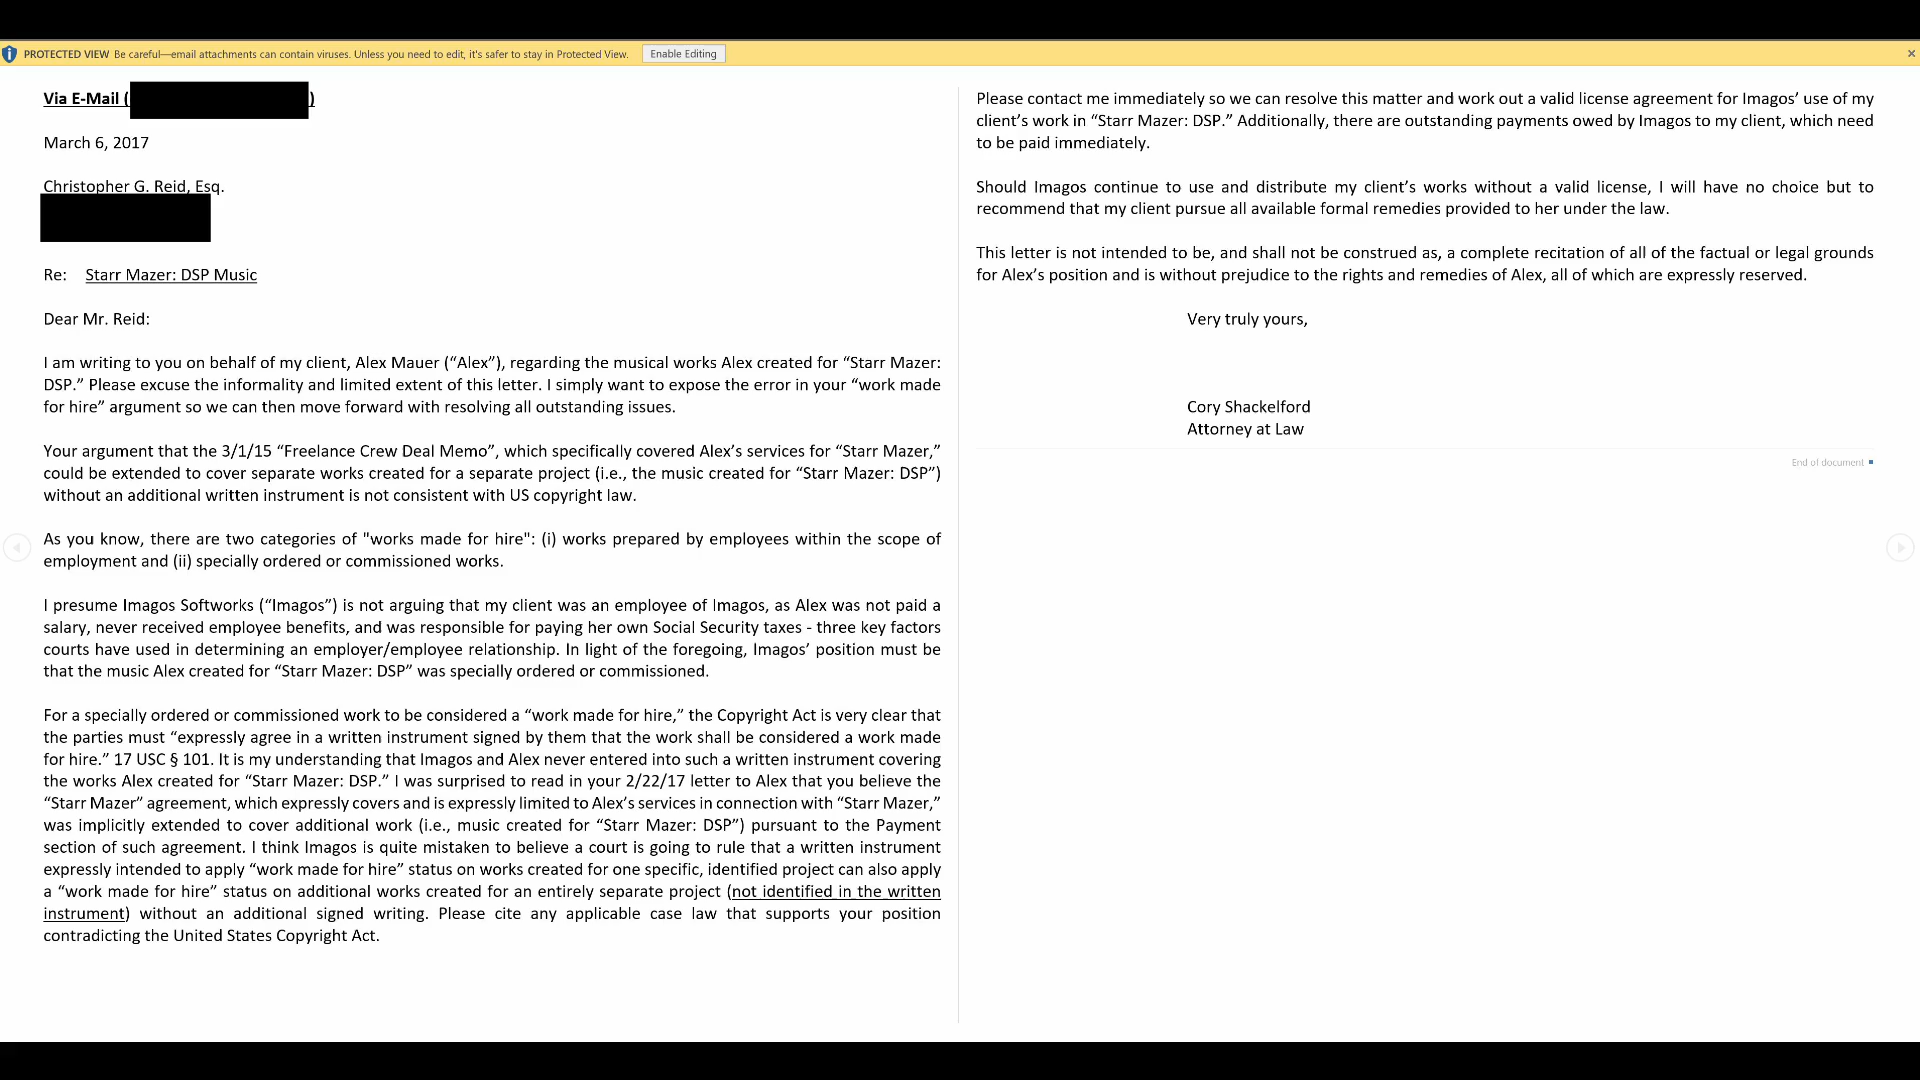 PROTECTED VIEW Be careful—email attachments can contain viruses. Unless you need to edit, it's safer to stay in Protected View. Enable Editing
Via E-Mail ( )
March 6, 2017
Christopher G. Reid, Esq.
Re: Starr Mazer: DSP Music
Dear Mr. Reid:
I am writing to you on behalf of my client, Alex Mauer (“Alex”), regarding the musical works Alex created for “Starr Mazer:
DSP.” Please excuse the informality and limited extent of this letter. I simply want to expose the error in your “work made
for hire” argument so we can then move forward with resolving all outstanding issues.
Your argument that the 3/1/15 “Freelance Crew Deal Memo”, which specifically covered Alex’s services for “Starr Mazer,”
could be extended to cover separate works created for a separate project (i.e., the music created for “Starr Mazer: DSP”)
without an additional written instrument is not consistent with US copyright law.
As you know, there are two categories of "works made for hire": (i) works prepared by employees within the scope of
employment and (ii) specially ordered or commissioned works.
I presume Imagos Softworks (“Imagos”) is not arguing that my client was an employee of Imagos, as Alex was not paid a
salary, never received employee benefits, and was responsible for paying her own Social Security taxes - three key factors
courts have used in determining an employer/employee relationship. In light of the foregoing, Imagos’ position must be
that the music Alex created for “Starr Mazer: DSP” was specially ordered or commissioned.
For a specially ordered or commissioned work to be considered a “work made for hire,” the Copyright Act is very clear that
the parties must “expressly agree in a written instrument signed by them that the work shall be considered a work made
for hire.” 17 USC § 101. It is my understanding that Imagos and Alex never entered into such a written instrument covering
the works Alex created for “Starr Mazer: DSP.” I was surprised to read in your 2/22/17 letter to Alex that you believe the
“Starr Mazer” agreement, which expressly covers and is expressly limited to Alex’s services in connection with “Starr Mazer,”
was implicitly extended to cover additional work (i.e., music created for “Starr Mazer: DSP”) pursuant to the Payment
section of such agreement. I think Imagos is quite mistaken to believe a court is going to rule that a written instrument
expressly intended to apply “work made for hire” status on works created for one specific, identified project can also apply
a “work made for hire” status on additional works created for an entirely separate project (not identified in the written
instrument) without an additional signed writing. Please cite any applicable case law that supports your position
contradicting the United States Copyright Act.
Please contact me immediately so we can resolve this matter and work out a valid license agreement for Imagos’ use of my
client’s work in “Starr Mazer: DSP.” Additionally, there are outstanding payments owed by Imagos to my client, which need
to be paid immediately.
Should Imagos continue to use and distribute my client’s works without a valid license, I will have no choice but to
recommend that my client pursue all available formal remedies provided to her under the law.
This letter is not intended to be, and shall not be construed as, a complete recitation of all of the factual or legal grounds
for Alex’s position and is without prejudice to the rights and remedies of Alex, all of which are expressly reserved.
Very truly yours,
Cory Shackelford
Attorney at Law
End of document